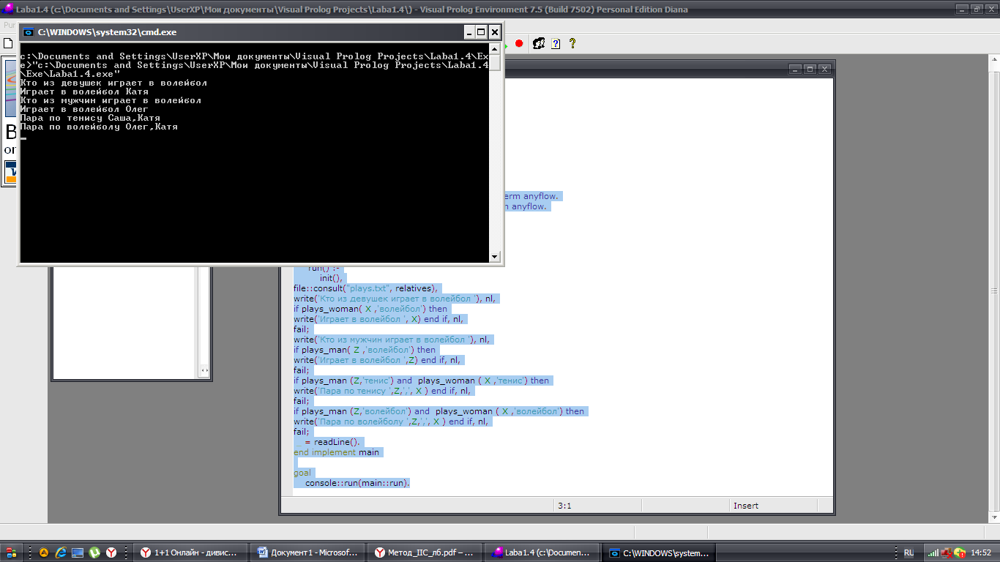 Laba1.4 (c:\Documents and Settings\UserXP\Мои документы\Visual Prolog Projects\Laba1.4\) - Visual Prolog Environment 7.5 (Build 7502) Personal Edition Diana
C:\WINDOWS\system32\cmd.exe
c:\Documents and Settings\UserXP\Мои документы\Visual Prolog Projects\Laba1.4\Ex
e>"c:\Documents and Settings\UserXP\Мои документы\Visual Prolog Projects\Laba1.4
\Exe\Laba1.4.exe"
Кто из девушек играет в волейбол
Играет в волейбол Катя
Кто из мужчин играет в волейбол
Играет в волейбол Олег
Пара по тенису Саша,Катя
Пара по волейболу Олег,Катя
erm anyflow.
anyflow.
run() :-
init(),
file::consult("plays.txt", relatives),
write('Кто из девушек играет в волейбол '), nl,
if plays_woman( X ,'волейбол') then
write('Играет в волейбол ', X) end if, nl,
fail;
write('Кто из мужчин играет в волейбол '), nl,
if plays_man( Z ,'волейбол') then
write('Играет в волейбол ',Z) end if, nl,
fail;
if plays_man (Z,'тенис') and  plays_woman ( X ,'тенис') then
write('Пара по тенису ',Z,',', X ) end if, nl,
fail;
if plays_man (Z,'волейбол') and  plays_woman ( X ,'волейбол') then
write('Пара по волейболу ',Z,',', X ) end if, nl,
fail;
_ = readLine().
end implement main
goal
console::run(main::run).
3:1 Insert
1+1 Онлайн - дивис... Документ1 - Microsof... Метод_ІІС_лб.pdf – ... Laba1.4 (c:\Documen... C:\WINDOWS\system... RU 14:52